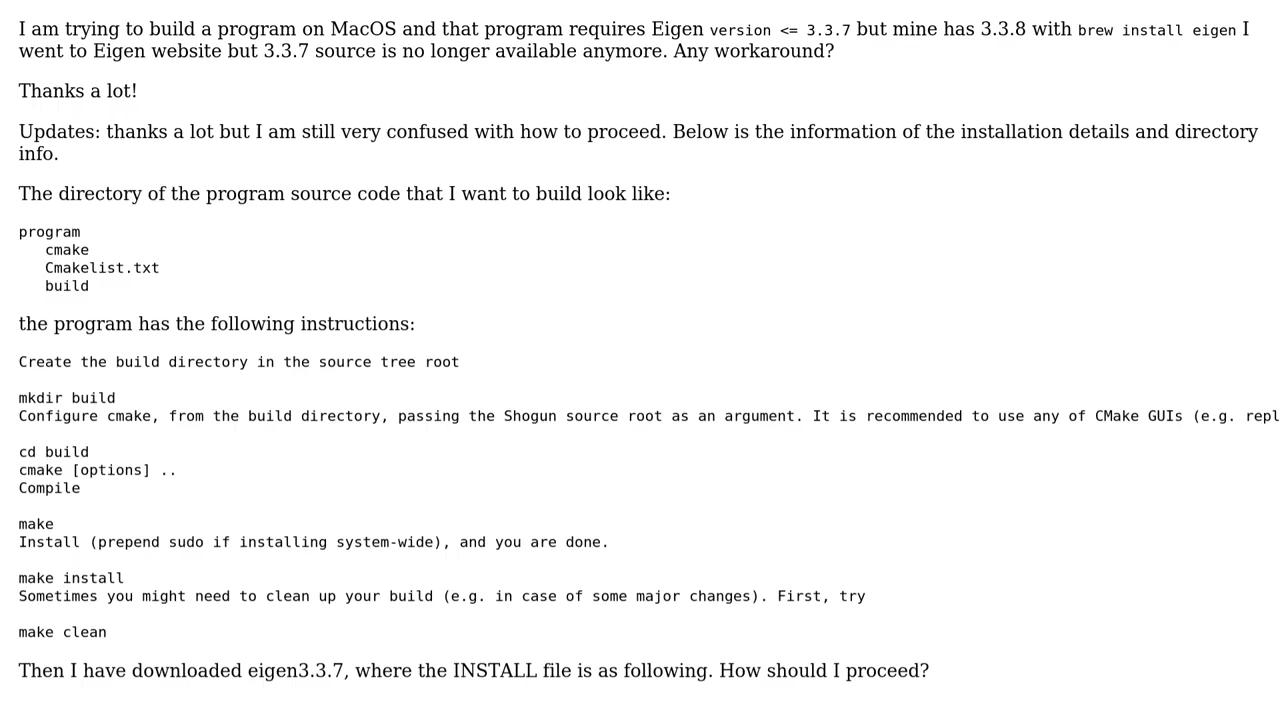 I am trying to build a program on MacOS and that program requires Eigen version <= 3.3.7 but mine has 3.3.8 with brew install eigen I
went to Eigen website but 3.3.7 source is no longer available anymore. Any workaround?
Thanks a lot!
Updates: thanks a lot but I am still very confused with how to proceed. Below is the information of the installation details and directory
info.
The directory of the program source code that I want to build look like:
program
   cmake
   Cmakelist.txt
   build
the program has the following instructions:
Create the build directory in the source tree root
mkdir build
Configure cmake, from the build directory, passing the Shogun source root as an argument. It is recommended to use any of CMake GUIs (e.g. repl
cd build
cmake [options] ..
Compile
make
Install (prepend sudo if installing system-wide), and you are done.
make install
Sometimes you might need to clean up your build (e.g. in case of some major changes). First, try
make clean
Then I have downloaded eigen3.3.7, where the INSTALL file is as following. How should I proceed?